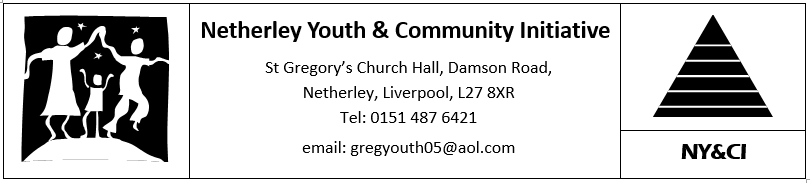 Netherley Youth & Community Initiative
St Gregory’s Church Hall, Damson Road,
Netherley, Liverpool, L27 8XR
Tel: 0151 487 6421
email: gregyouth05@aol.com
NY&CI